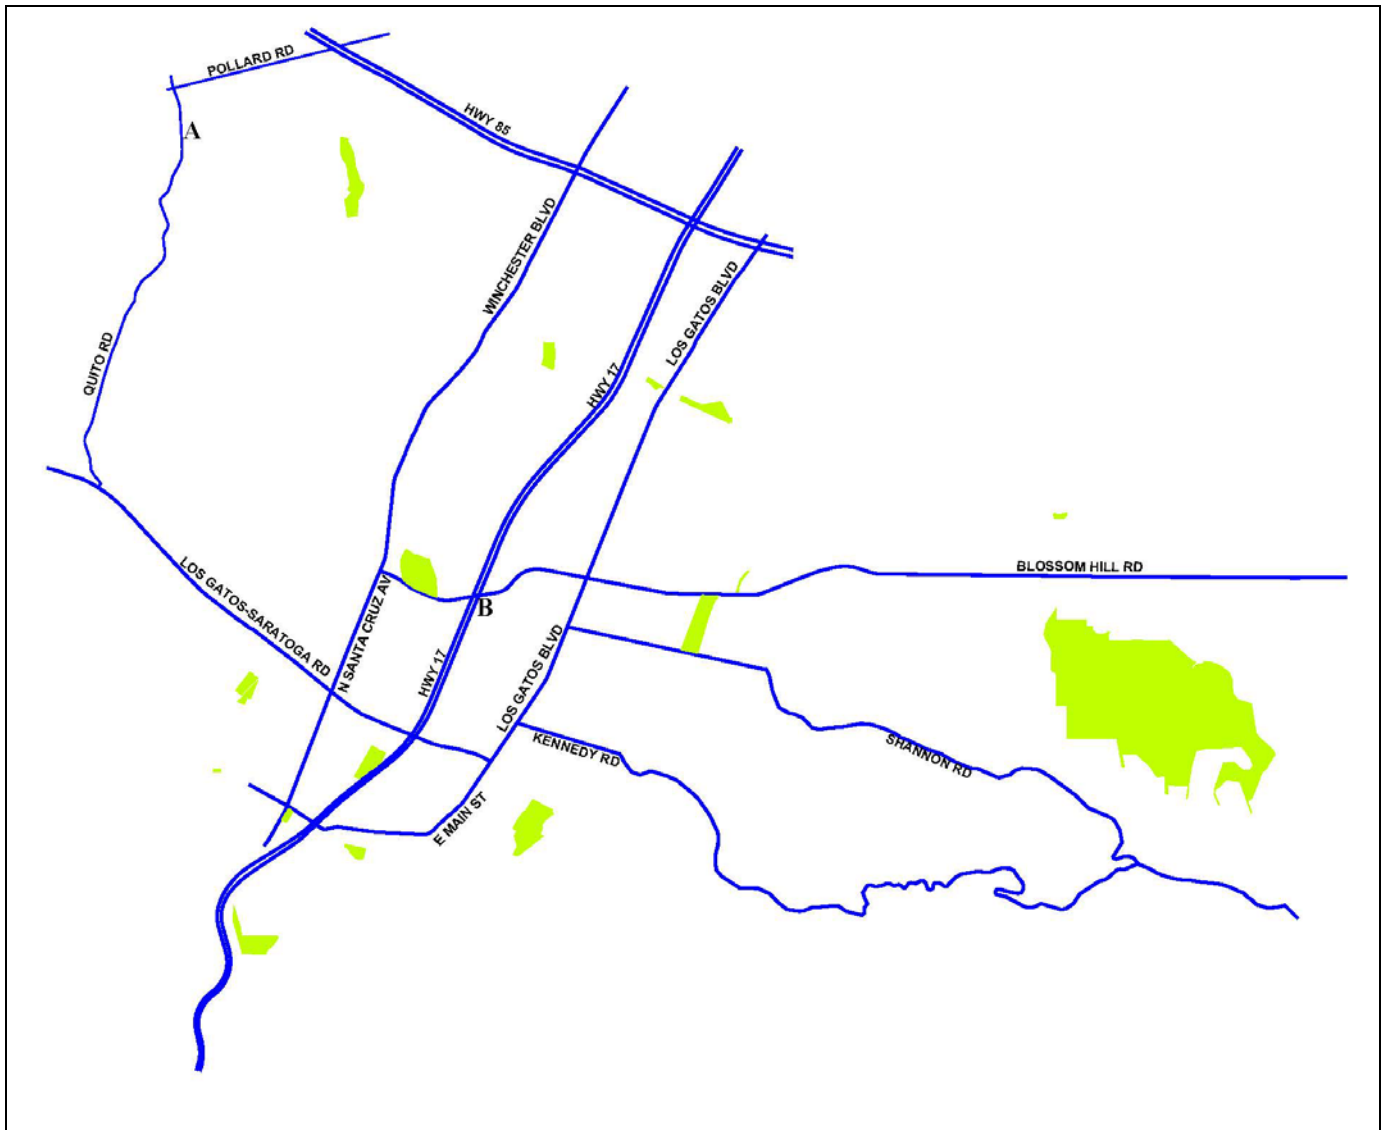 POLLARD RD
A
HWY 85
WINCHESTER BLVD
LOS GATOS BLVD
QUITO RD
HWY 17
BLOSSOM HILL RD
LOS GATOS-SARATOGA RD
N SANTA CRUZ AV
B
HWY 17
LOS GATOS BLVD
KENNEDY RD
SHANNON RD
E MAIN ST